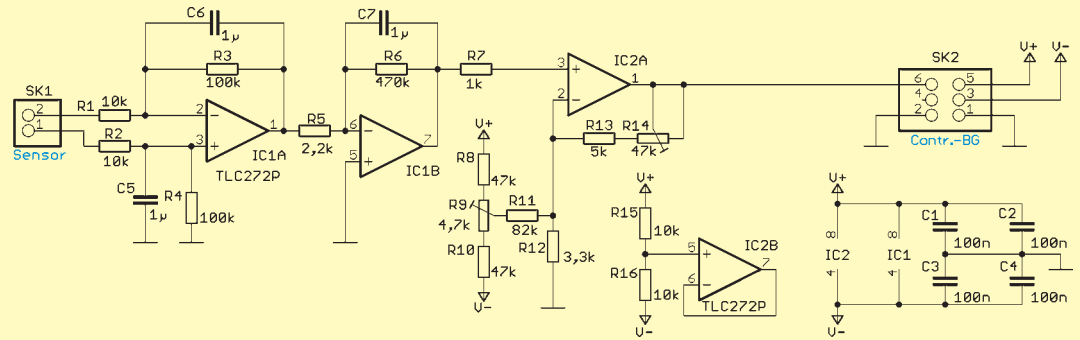 C6
1µ
R3
100k
SK1
2
1
Sensor
R1
10k
R2
10k
2
3
1
IC1A
TLC272P
C5
1µ
R4
100k
C7
1µ
R6
470k
R5
2,2k
6
5
7
IC1B
R7
1k
V+
R8
47k
R9
4,7k
R10
47k
V-
R11
82k
R12
3,3k
3
2
1
IC2A
R13
5k
R14
47k
V+
R15
10k
R16
10k
V-
5
6
7
IC2B
TLC272P
SK2
6
4
2
5
3
1
Contr.-BG
V+
V-
V+
8
IC2
4
8
IC1
4
V-
C1
100n
C2
100n
C3
100n
C4
100n